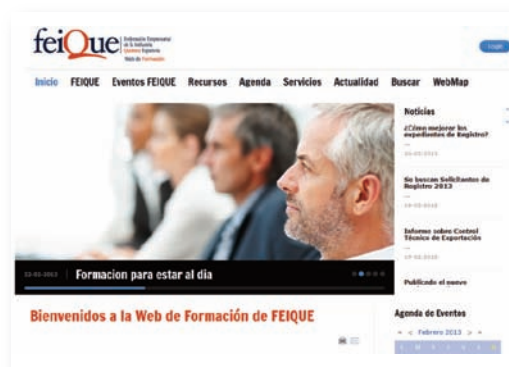 feiQue
Federación Empresarial
de la Industria
Química Española
Web de Formación
Login
Inicio FEIQUE Eventos FEIQUE Recursos Agenda Servicios Actualidad Buscar WebMap
Noticias
¿Cómo mejorar los
expedientes de Registro?
...
Se buscan Solicitantes de
Registro 2013
...
Informe sobre Control
Técnico de Exportación
...
Publicado el nuevo
Formacion para estar al dia
Bienvenidos a la Web de Formación de FEIQUE
Agenda de Eventos
« < Febrero 2013 > »